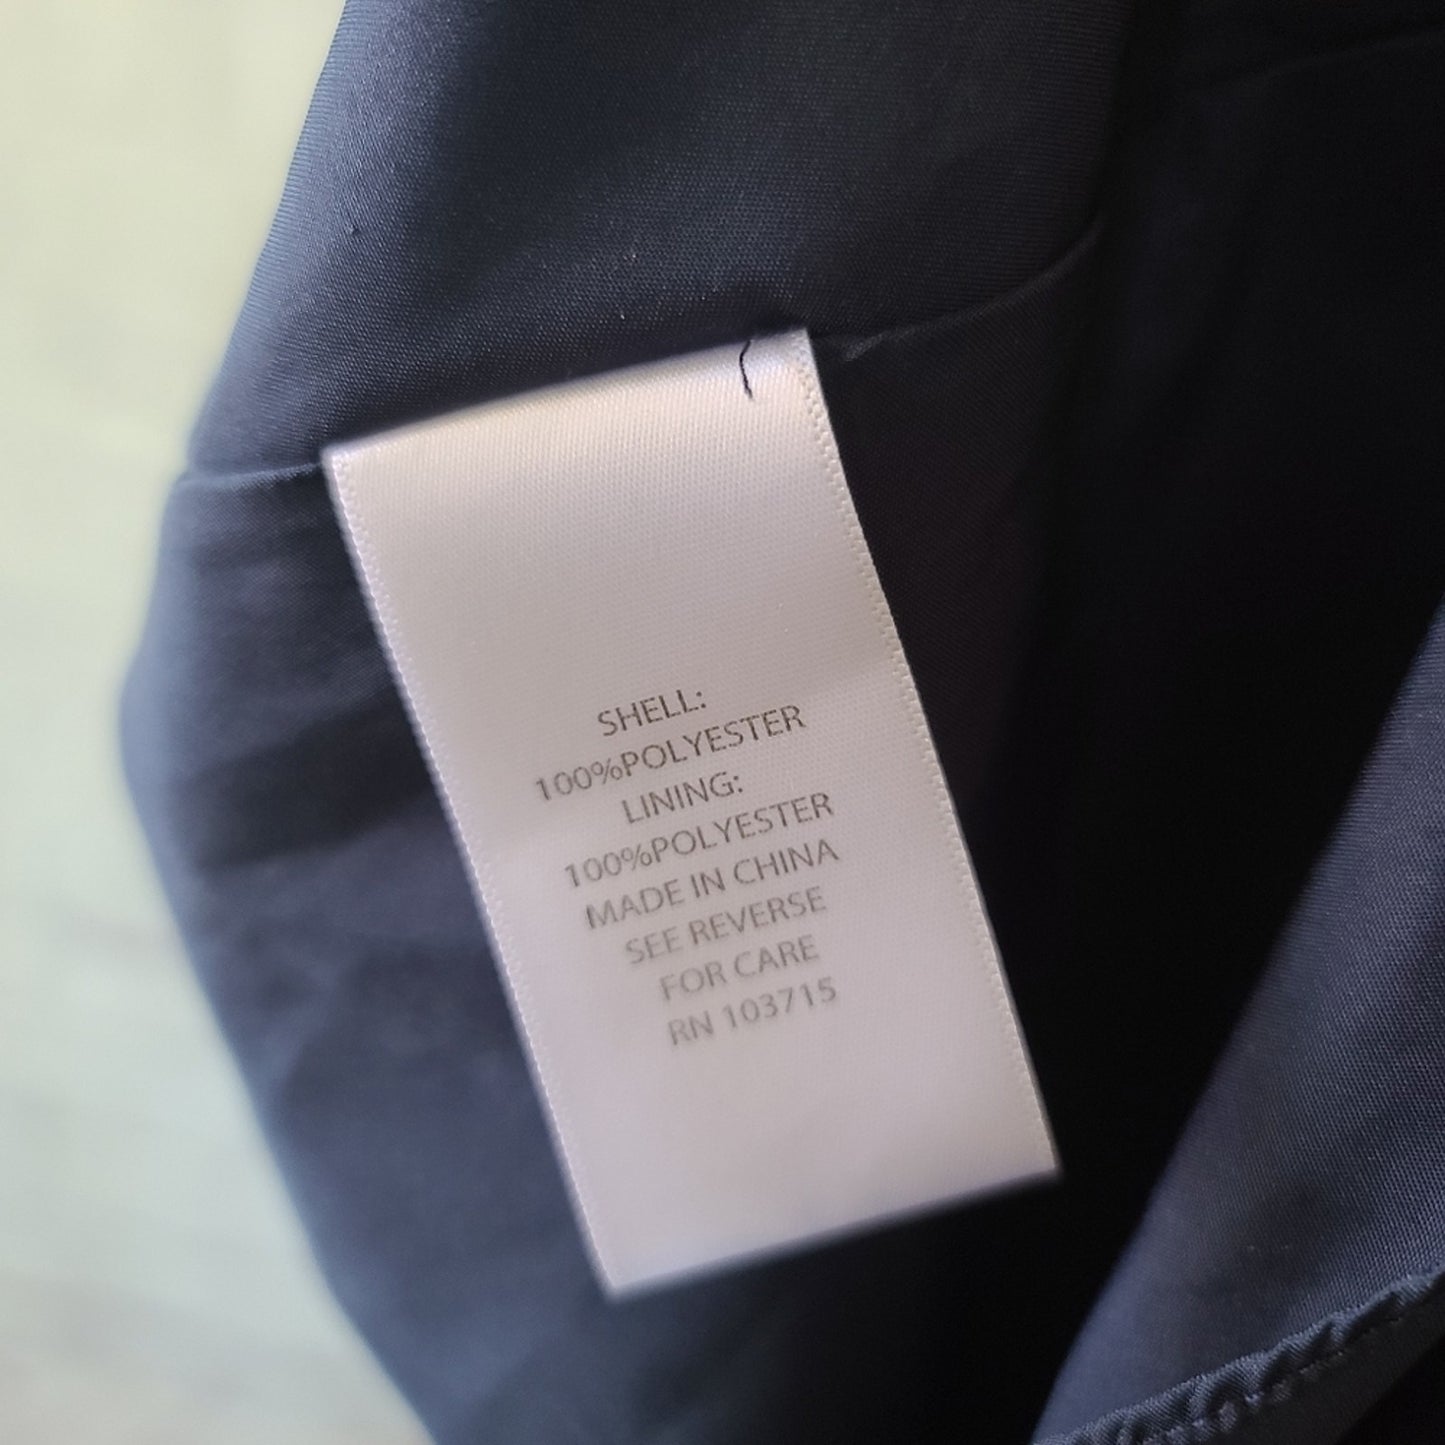 SHELL:
100%POLYESTER
LINING:
100%POLYESTER
MADE IN CHINA
SEE REVERSE
FOR CARE
RN 103715